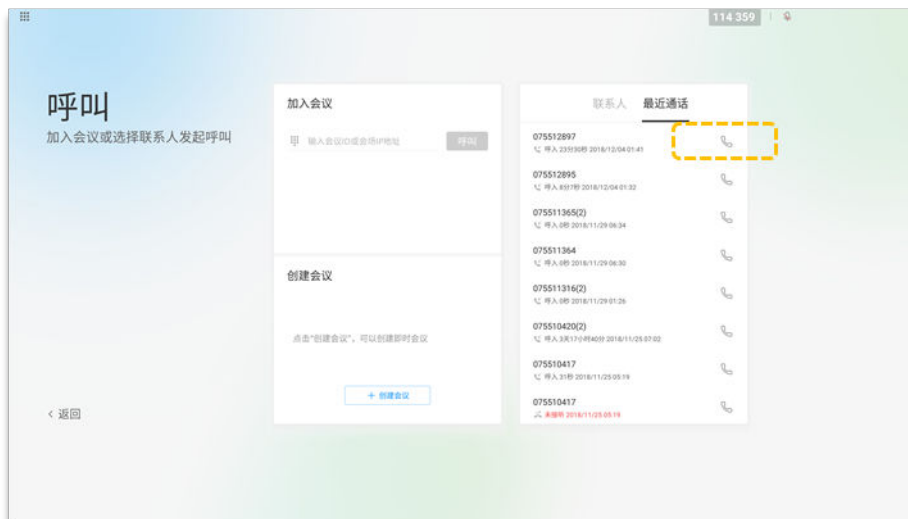 114 359
呼叫
加入会议或选择联系人发起呼叫
加入会议
输入会议ID或会场IP地址
呼叫
创建会议
点击"创建会议"，可以创建即时会议
+ 创建会议
联系人 最近通话
075512897
呼入 23分30秒 2018/12/04 01:41
075512895
呼入 8分7秒 2018/12/04 01:32
075511365(2)
呼入 0秒 2018/11/29 06:34
075511364
呼入 0秒 2018/11/29 06:30
075511316(2)
呼入 0秒 2018/11/29 01:26
075510420(2)
呼入 3天17小时40分 2018/11/25 07:02
075510417
呼入 31秒 2018/11/25 05:19
075510417
未接听 2018/11/25 05:19
< 返回